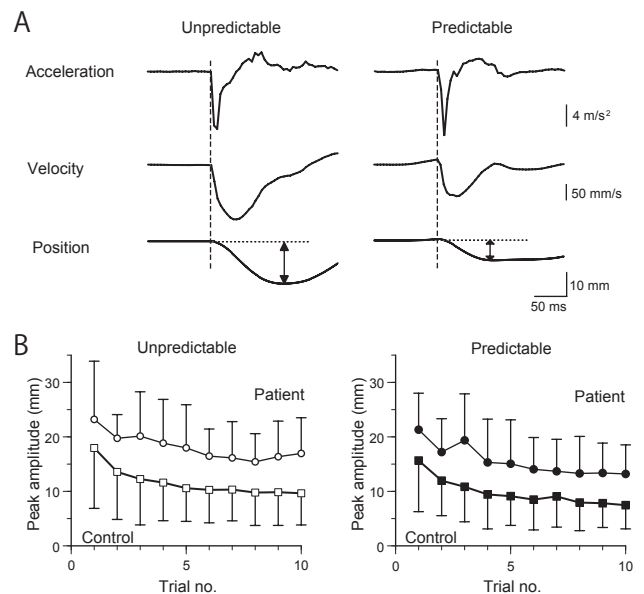 A
Unpredictable
Predictable
Acceleration
4 m/s²
Velocity
50 mm/s
Position
10 mm
50 ms
B
Unpredictable
Predictable
30
20
10
0
Peak amplitude (mm)
Patient
Control
0
5
10
Trial no.
30
20
10
0
Peak amplitude (mm)
Patient
Control
0
5
10
Trial no.